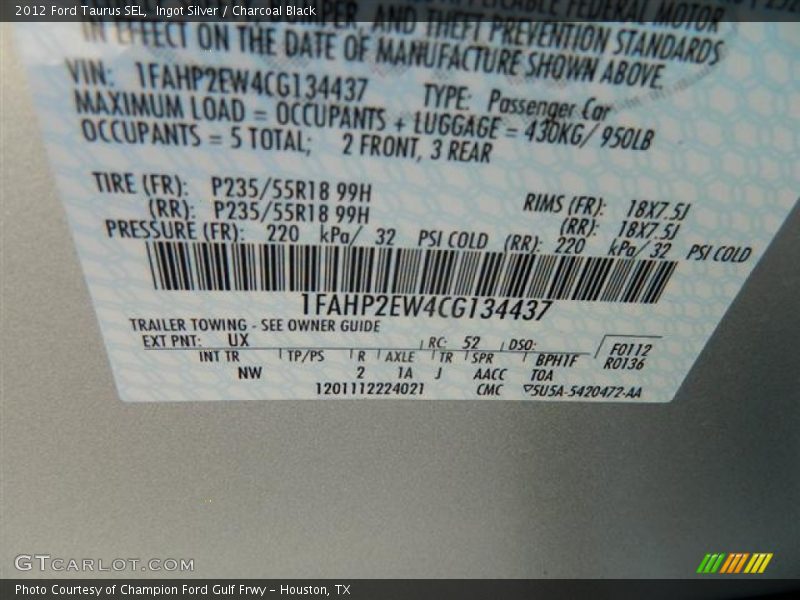 2012 Ford Taurus SEL, Ingot Silver / Charcoal Black
AND THEFT PREVENTION STANDARDS
IN EFFECT ON THE DATE OF MANUFACTURE SHOWN ABOVE
VIN: 1FAHP2EW4CG134437 TYPE: Passenger Car
MAXIMUM LOAD = OCCUPANTS + LUGGAGE = 430KG/ 950LB
OCCUPANTS = 5 TOTAL; 2 FRONT, 3 REAR
TIRE (FR): P235/55R18 99H RIMS (FR): 18X7.5J
(RR): P235/55R18 99H (RR): 18X7.5J
PRESSURE (FR): 220 kPa/ 32 PSI COLD (RR): 220 kPa/ 32 PSI COLD
1FAHP2EW4CG134437
TRAILER TOWING - SEE OWNER GUIDE
EXT PNT: UX RC: 52 DSO: F0112
INT TR TP/PS R AXLE TR SPR BPHTF R0136
NW 2 1A J AACC TOA
1201112224021 CMC ▽5U5A-5420472-AA
GTCARLOT.COM
Photo Courtesy of Champion Ford Gulf Frwy - Houston, TX